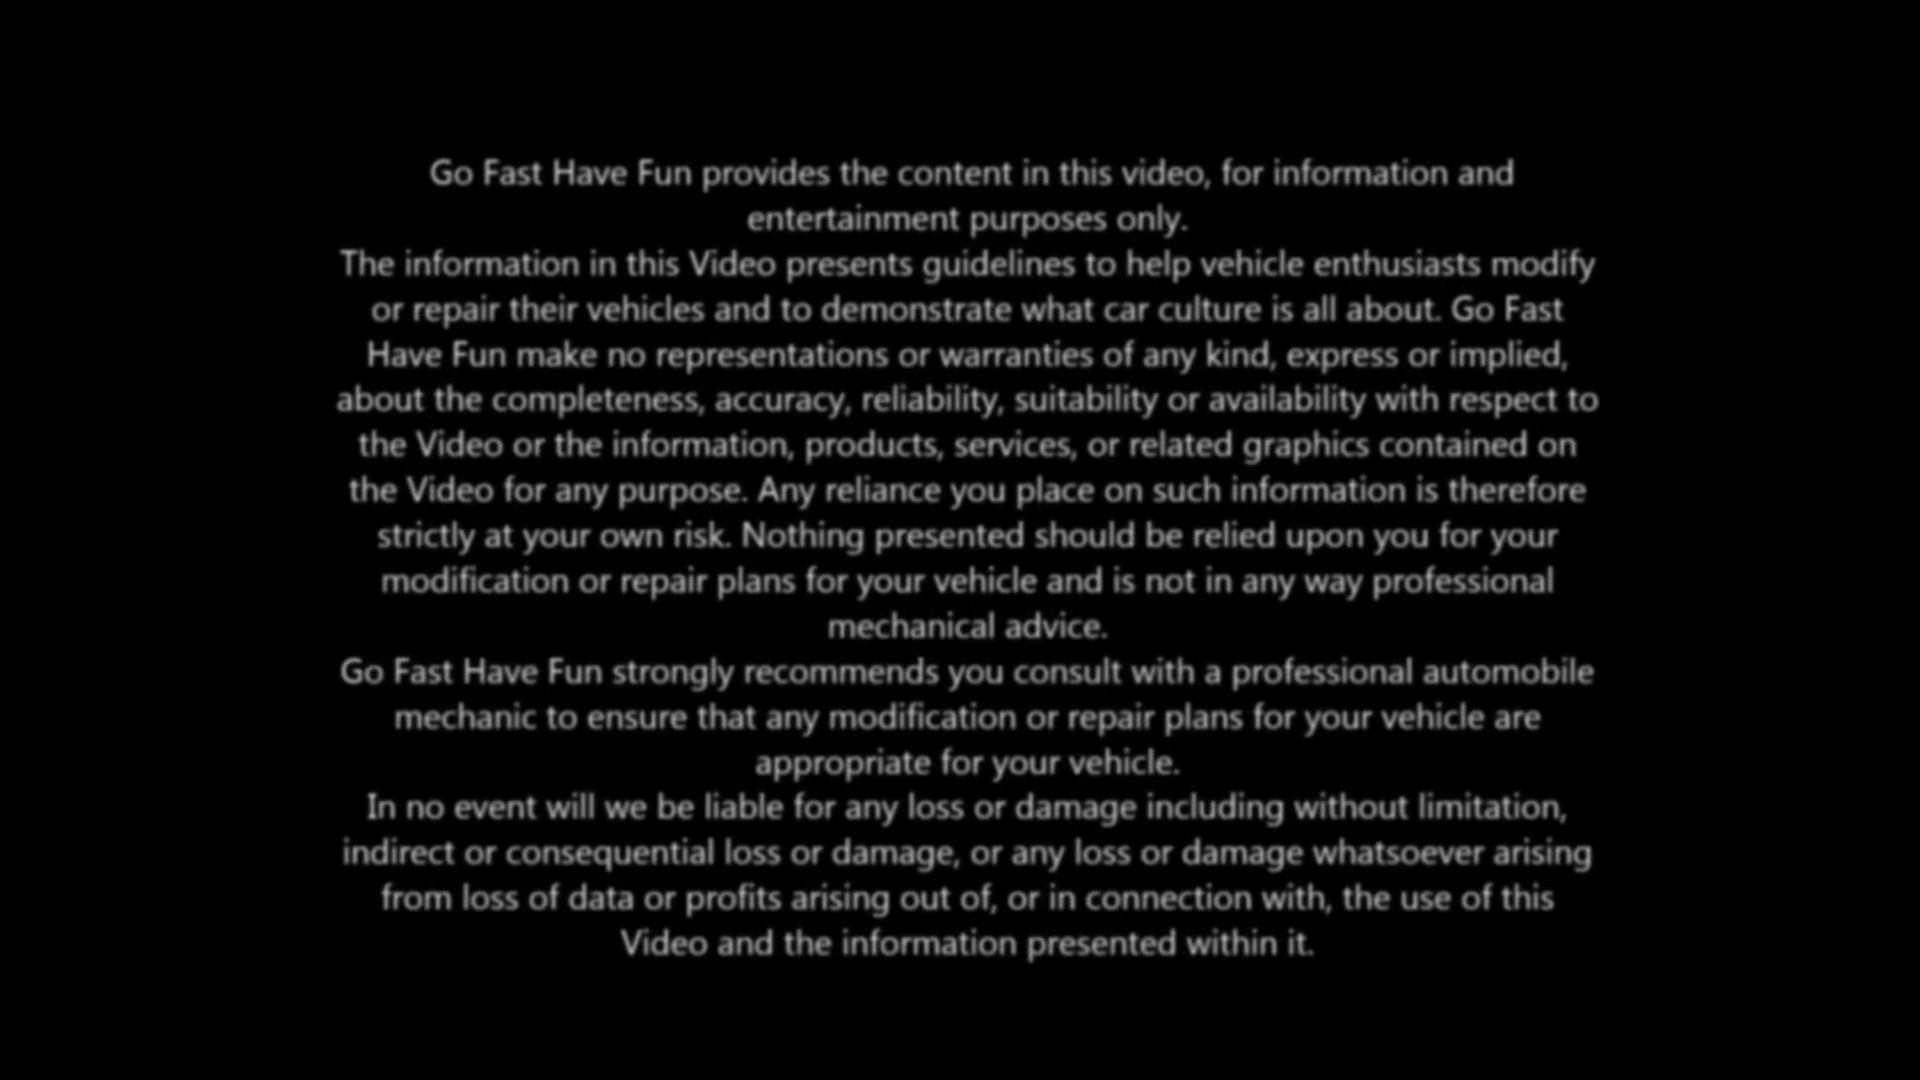 Go Fast Have Fun provides the content in this video, for information and
entertainment purposes only.
The information in this Video presents guidelines to help vehicle enthusiasts modify
or repair their vehicles and to demonstrate what car culture is all about. Go Fast
Have Fun make no representations or warranties of any kind, express or implied,
about the completeness, accuracy, reliability, suitability or availability with respect to
the Video or the information, products, services, or related graphics contained on
the Video for any purpose. Any reliance you place on such information is therefore
strictly at your own risk. Nothing presented should be relied upon you for your
modification or repair plans for your vehicle and is not in any way professional
mechanical advice.
Go Fast Have Fun strongly recommends you consult with a professional automobile
mechanic to ensure that any modification or repair plans for your vehicle are
appropriate for your vehicle.
In no event will we be liable for any loss or damage including without limitation,
indirect or consequential loss or damage, or any loss or damage whatsoever arising
from loss of data or profits arising out of, or in connection with, the use of this
Video and the information presented within it.